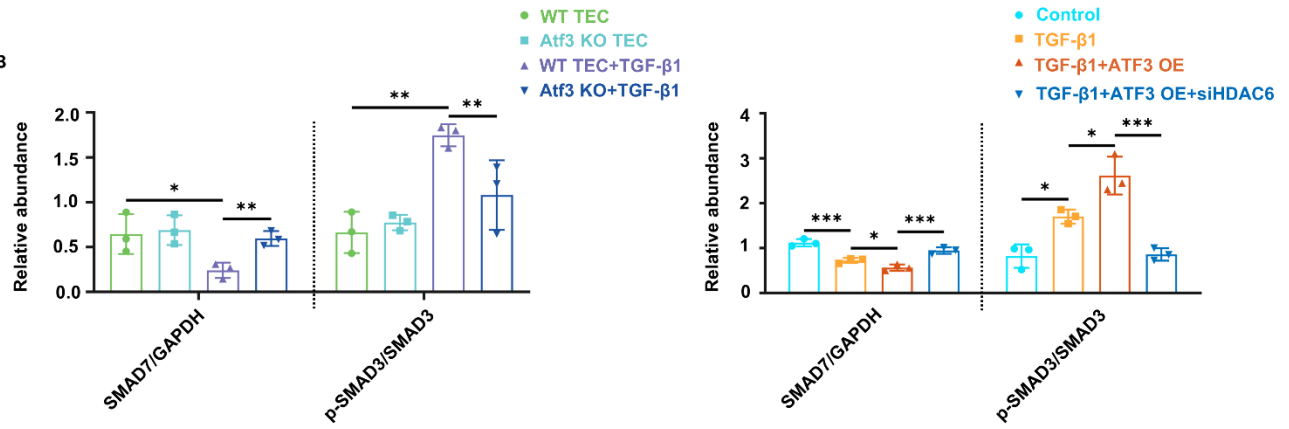 WT TEC
Atf3 KO TEC
WT TEC+TGF-β1
Atf3 KO+TGF-β1
Relative abundance
2.0
1.5
1.0
0.5
0.0
*
**
**
**
SMAD7/GAPDH
p-SMAD3/SMAD3
Control
TGF-β1
TGF-β1+ATF3 OE
TGF-β1+ATF3 OE+siHDAC6
Relative abundance
4
3
2
1
0
***
*
***
*
*
***
SMAD7/GAPDH
p-SMAD3/SMAD3